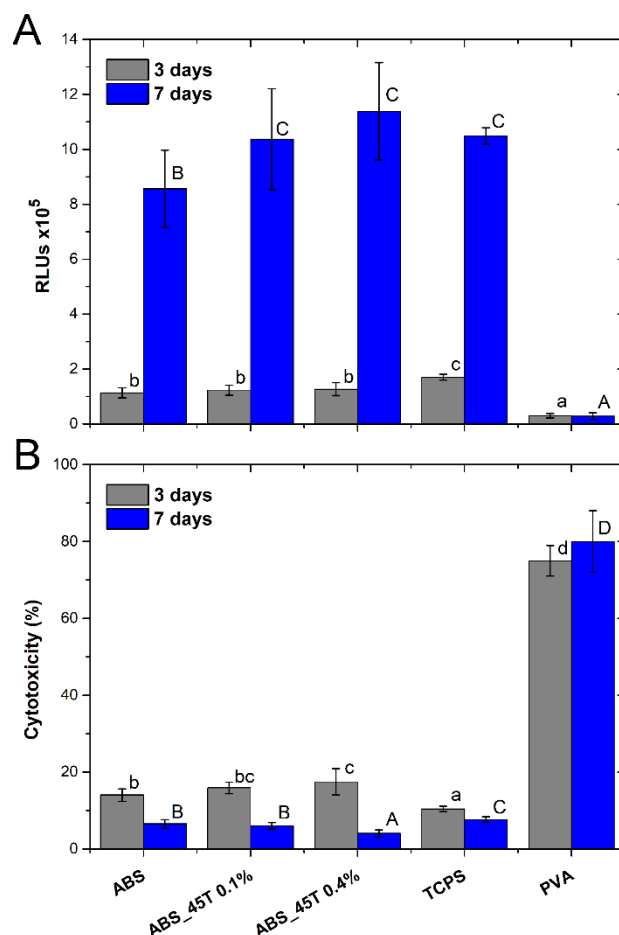 A
14
12
10
8
6
4
2
0
RLUs x10⁵
3 days
7 days
b
B
b
C
b
C
c
C
a
A
B
100
80
60
40
20
0
Cytotoxicity (%)
3 days
7 days
b
B
bc
B
c
A
a
C
d
D
ABS
ABS_45T 0.1%
ABS_45T 0.4%
TCPS
PVA